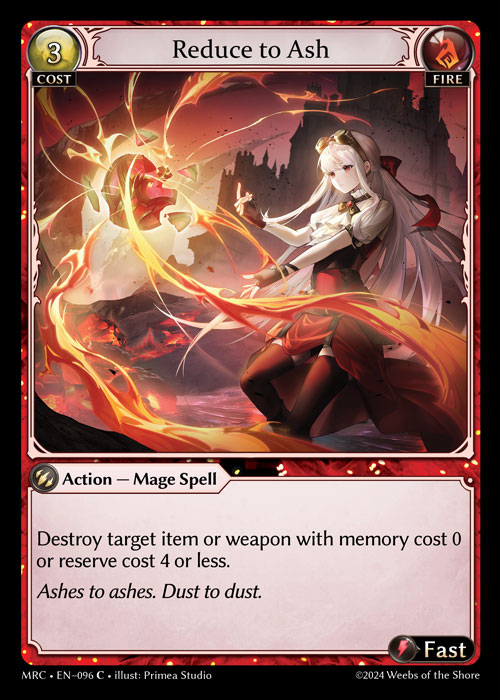 3
COST
Reduce to Ash
FIRE
Action — Mage Spell
Destroy target item or weapon with memory cost 0
or reserve cost 4 or less.
Ashes to ashes. Dust to dust.
Fast
MRC • EN–096 C • illust: Primea Studio
©2024 Weebs of the Shore